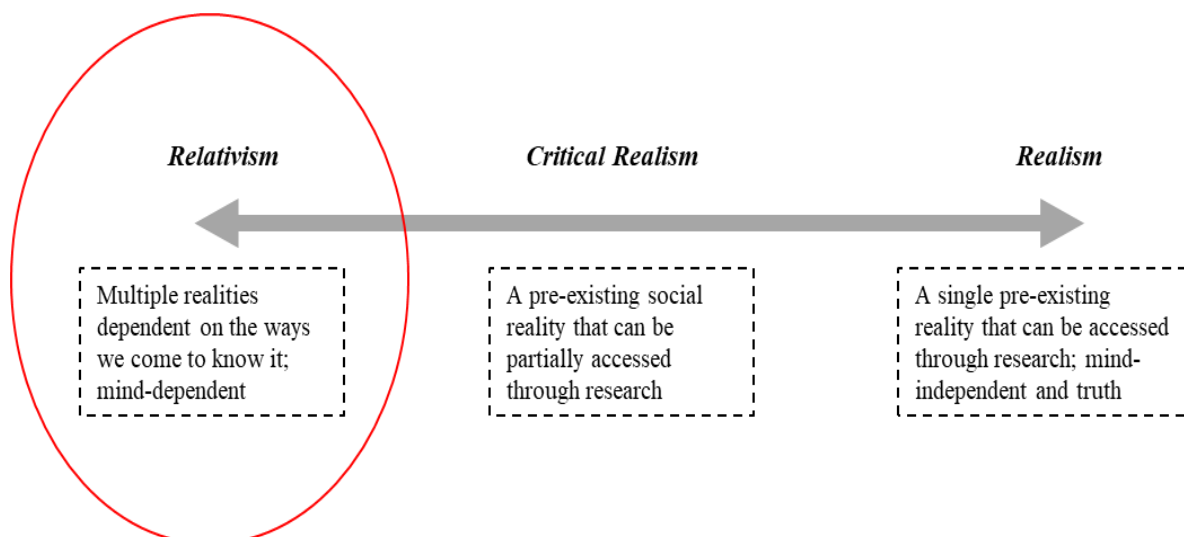 Relativism
Critical Realism
Realism
Multiple realities
dependent on the ways
we come to know it;
mind-dependent
A pre-existing social
reality that can be
partially accessed
through research
A single pre-existing
reality that can be accessed
through research; mind-
independent and truth